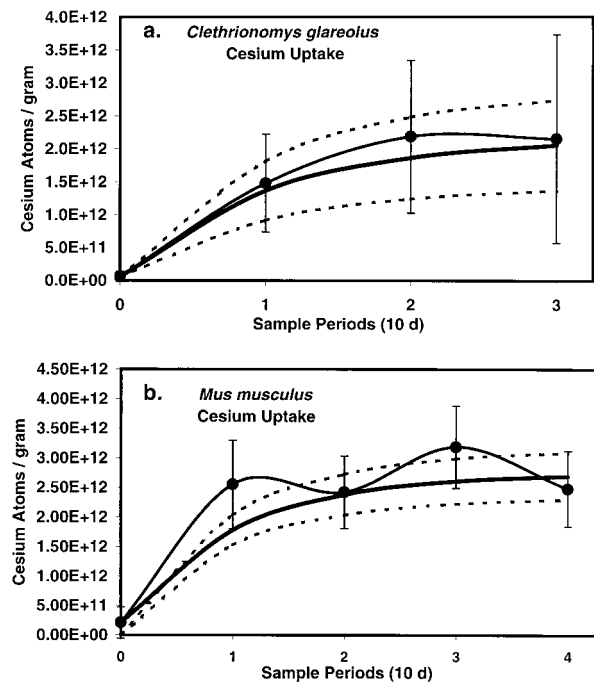 a. Clethrionomys glareolus
Cesium Uptake
Cesium Atoms / gram
4.0E+12
3.5E+12
3.0E+12
2.5E+12
2.0E+12
1.5E+12
1.0E+12
5.0E+11
0.0E+00
0 1 2 3
Sample Periods (10 d)
b. Mus musculus
Cesium Uptake
Cesium Atoms / gram
4.50E+12
4.00E+12
3.50E+12
3.00E+12
2.50E+12
2.00E+12
1.50E+12
1.00E+12
5.00E+11
0.00E+00
0 1 2 3 4
Sample Periods (10 d)